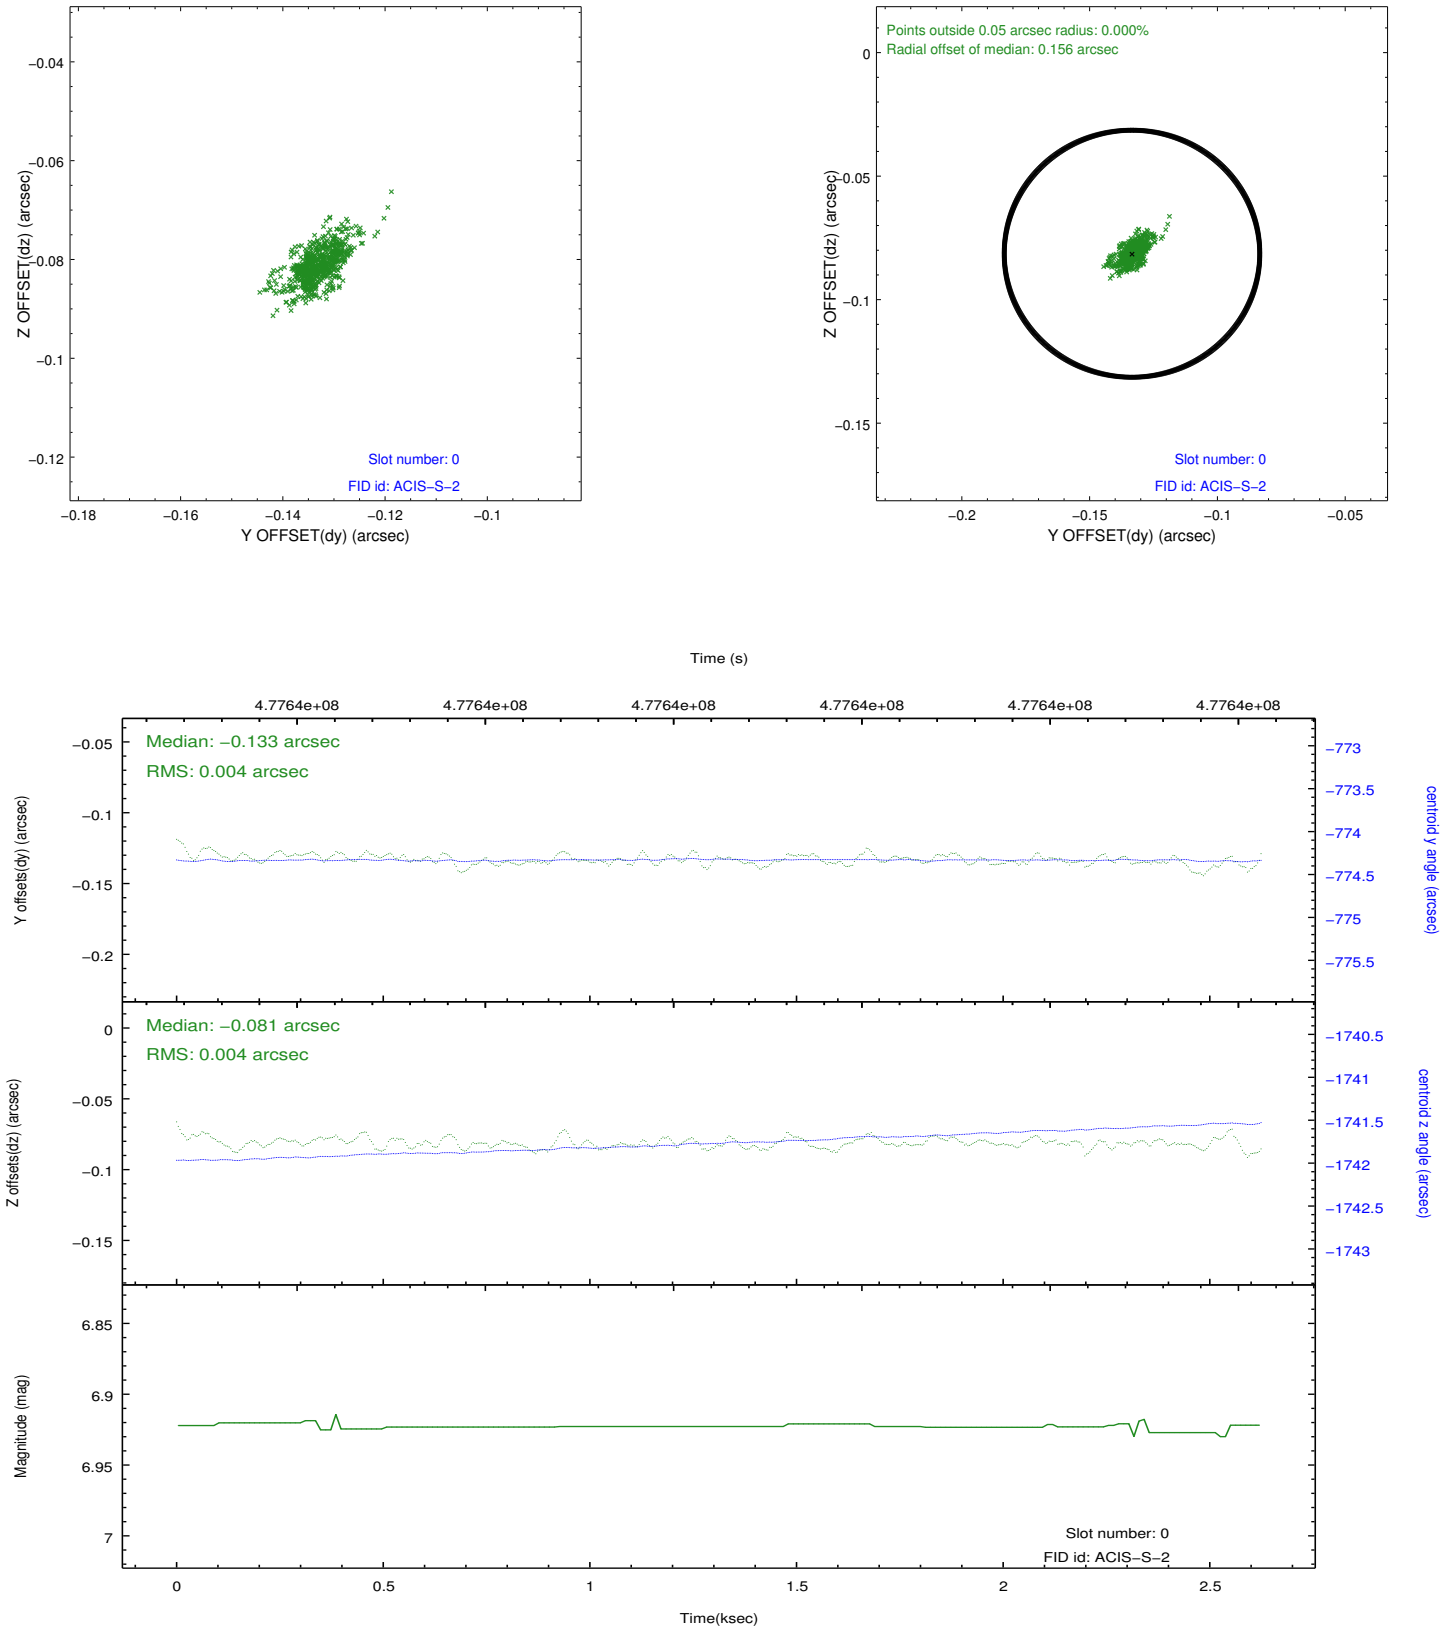 −0.04
−0.06
−0.08
−0.1
−0.12
Z OFFSET(dz) (arcsec)
Slot number: 0
FID id: ACIS−S−2
−0.18 −0.16 −0.14 −0.12 −0.1
Y OFFSET(dy) (arcsec)
Points outside 0.05 arcsec radius: 0.000%
Radial offset of median: 0.156 arcsec
0
−0.05
−0.1
−0.15
Z OFFSET(dz) (arcsec)
Slot number: 0
FID id: ACIS−S−2
−0.2 −0.15 −0.1 −0.05
Y OFFSET(dy) (arcsec)
Time (s)
4.7764e+08 4.7764e+08 4.7764e+08 4.7764e+08 4.7764e+08 4.7764e+08
Median: −0.133 arcsec
RMS: 0.004 arcsec
−0.05
−0.1
−0.15
−0.2
Y offsets(dy) (arcsec)
−773
−773.5
−774
−774.5
−775
−775.5
centroid y angle (arcsec)
Median: −0.081 arcsec
RMS: 0.004 arcsec
0
−0.05
−0.1
−0.15
Z offsets(dz) (arcsec)
−1740.5
−1741
−1741.5
−1742
−1742.5
−1743
centroid z angle (arcsec)
6.85
6.9
6.95
7
Magnitude (mag)
Slot number: 0
FID id: ACIS−S−2
0 0.5 1 1.5 2 2.5
Time(ksec)